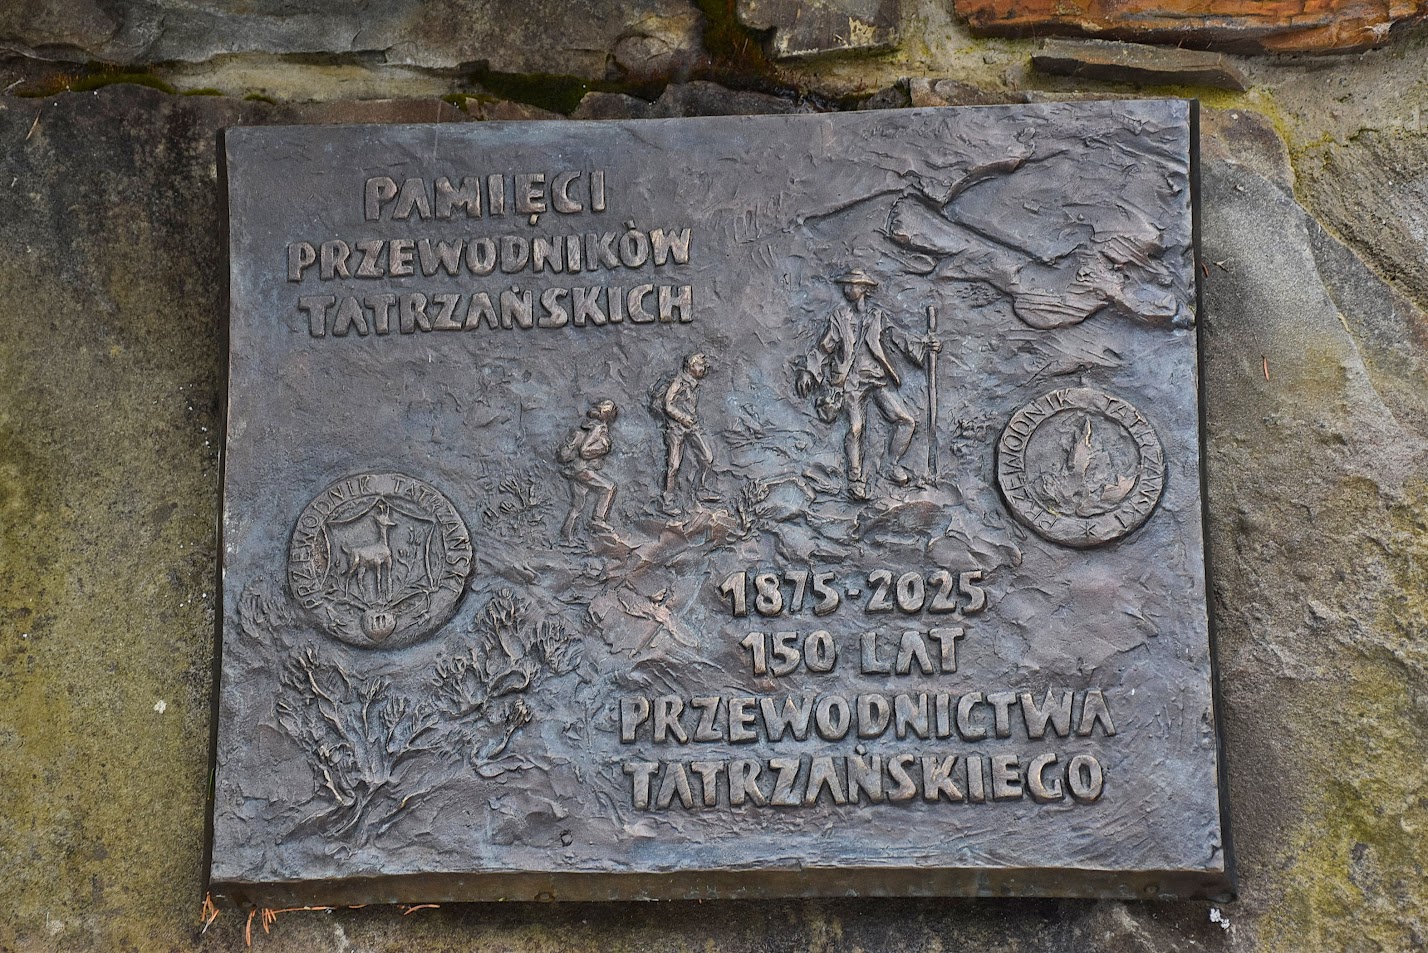 PAMIĘCI
PRZEWODNIKÓW
TATRZAŃSKICH
PRZEWODNIK TATRZAŃSKI
PRZEWODNIK TATRZAŃSKI
1875-2025
150 LAT
PRZEWODNICTWA
TATRZAŃSKIEGO